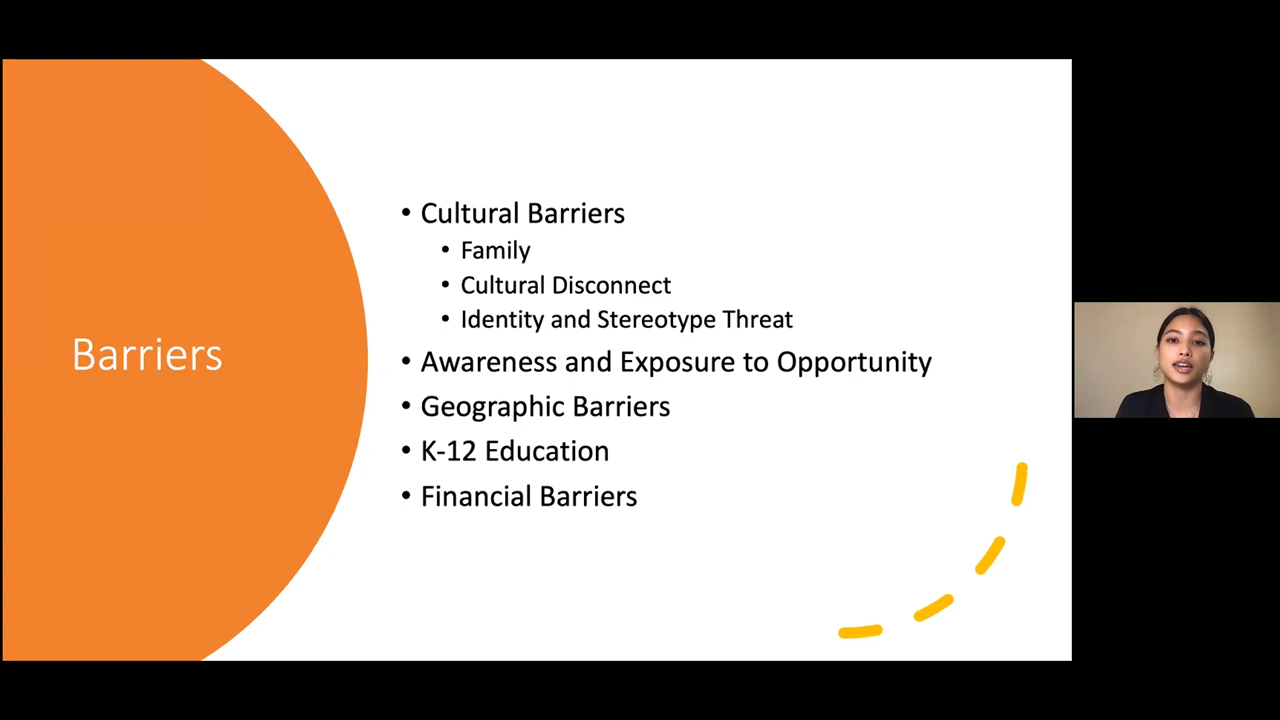 Barriers
• Cultural Barriers
• Family
• Cultural Disconnect
• Identity and Stereotype Threat
• Awareness and Exposure to Opportunity
• Geographic Barriers
• K-12 Education
• Financial Barriers